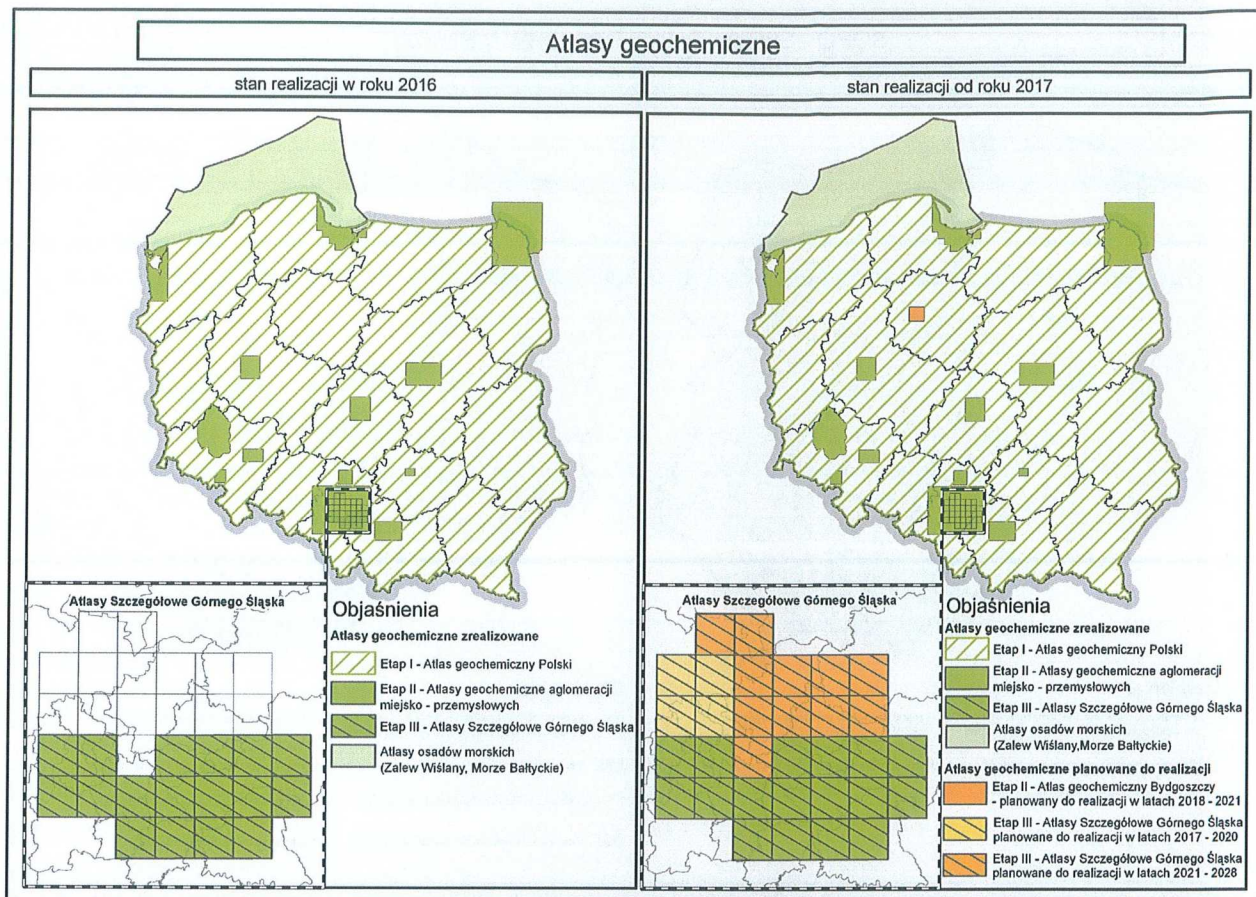 Atlasy geochemiczne
stan realizacji w roku 2016
stan realizacji od roku 2017
Atlasy Szczegółowe Górnego Śląska
Objaśnienia
Atlasy geochemiczne zrealizowane
Etap I - Atlas geochemiczny Polski
Etap II - Atlasy geochemiczne aglomeracji
miejsko - przemysłowych
Etap III - Atlasy Szczegółowe Górnego Śląska
Atlasy osadów morskich
(Zalew Wiślany, Morze Bałtyckie)
Atlasy Szczegółowe Górnego Śląska
Objaśnienia
Atlasy geochemiczne zrealizowane
Etap I - Atlas geochemiczny Polski
Etap II - Atlasy geochemiczne aglomeracji
miejsko - przemysłowych
Etap III - Atlasy Szczegółowe Górnego Śląska
Atlasy osadów morskich
(Zalew Wiślany,Morze Bałtyckie)
Atlasy geochemiczne planowane do realizacji
Etap II - Atlas geochemiczny Bydgoszczy
- planowany do realizacji w latach 2018 - 2021
Etap III - Atlasy Szczegółowe Górnego Śląska
planowane do realizacji w latach 2017 - 2020
Etap III - Atlasy Szczegółowe Górnego Śląska
planowane do realizacji w latach 2021 - 2028